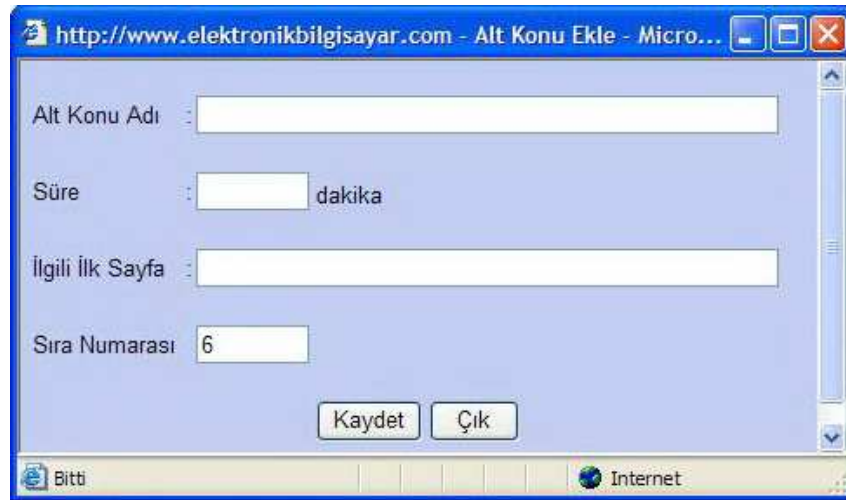 http://www.elektronikbilgisayar.com - Alt Konu Ekle - Micro...
Alt Konu Adı :
Süre : dakika
İlgili İlk Sayfa :
Sıra Numarası 6
Kaydet Çık
Bitti Internet